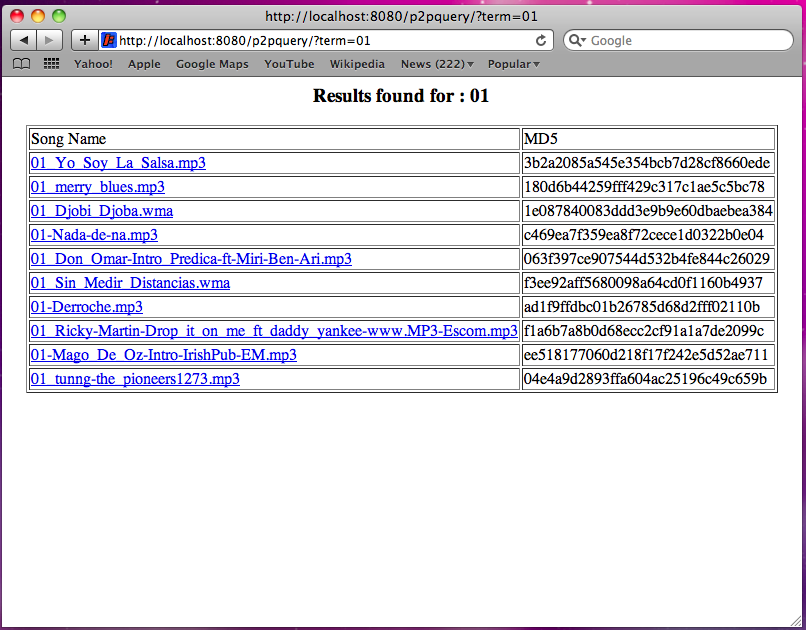 http://localhost:8080/p2pquery/?term=01
http://localhost:8080/p2pquery/?term=01 Google
Yahoo! Apple Google Maps YouTube Wikipedia News (222) Popular
Results found for : 01
Song Name MD5
01_Yo_Soy_La_Salsa.mp3 3b2a2085a545e354bcb7d28cf8660ede
01_merry_blues.mp3 180d6b44259fff429c317c1ae5c5bc78
01_Djobi_Djoba.wma 1e087840083ddd3e9b9e60dbaebea384
01-Nada-de-na.mp3 c469ea7f359ea8f72cece1d0322b0e04
01_Don_Omar-Intro_Predica-ft-Miri-Ben-Ari.mp3 063f397ce907544d532b4fe844c26029
01_Sin_Medir_Distancias.wma f3ee92aff5680098a64cd0f1160b4937
01-Derroche.mp3 ad1f9ffdbc01b26785d68d2fff02110b
01_Ricky-Martin-Drop_it_on_me_ft_daddy_yankee-www.MP3-Escom.mp3 f1a6b7a8b0d68ecc2cf91a1a7de2099c
01-Mago_De_Oz-Intro-IrishPub-EM.mp3 ee518177060d218f17f242e5d52ae711
01_tunng-the_pioneers1273.mp3 04e4a9d2893ffa604ac25196c49c659b